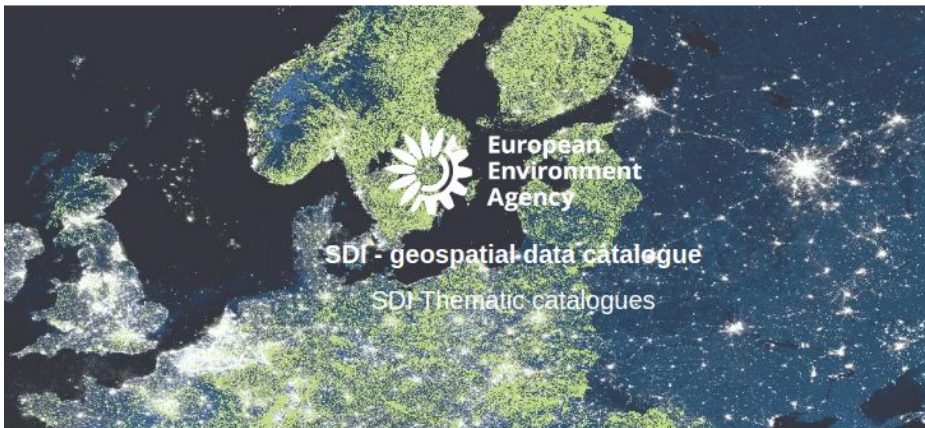 European
Environment
Agency
SDI - geospatial data catalogue
SDI Thematic catalogues